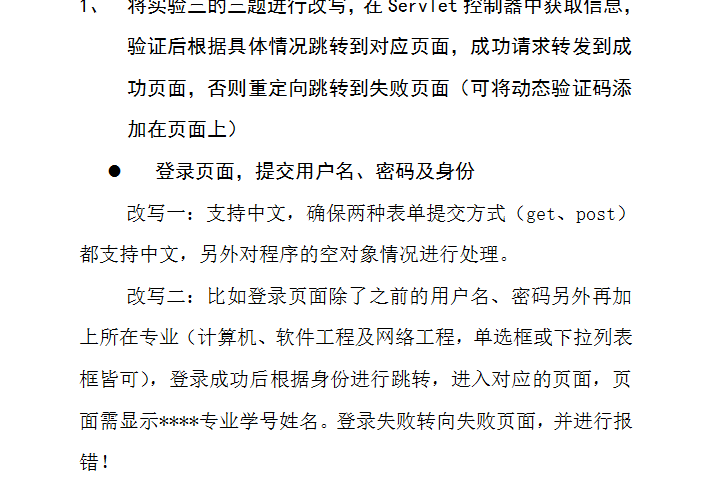 1、 将实验三的三题进行改写，在 Servlet 控制器中获取信息，
验证后根据具体情况跳转到对应页面，成功请求转发到成
功页面，否则重定向跳转到失败页面（可将动态验证码添
加在页面上）
● 登录页面，提交用户名、密码及身份
改写一：支持中文，确保两种表单提交方式（get、post）
都支持中文，另外对程序的空对象情况进行处理。
改写二：比如登录页面除了之前的用户名、密码另外再加
上所在专业（计算机、软件工程及网络工程，单选框或下拉列表
框皆可），登录成功后根据身份进行跳转，进入对应的页面，页
面需显示****专业学号姓名。登录失败转向失败页面，并进行报
错！